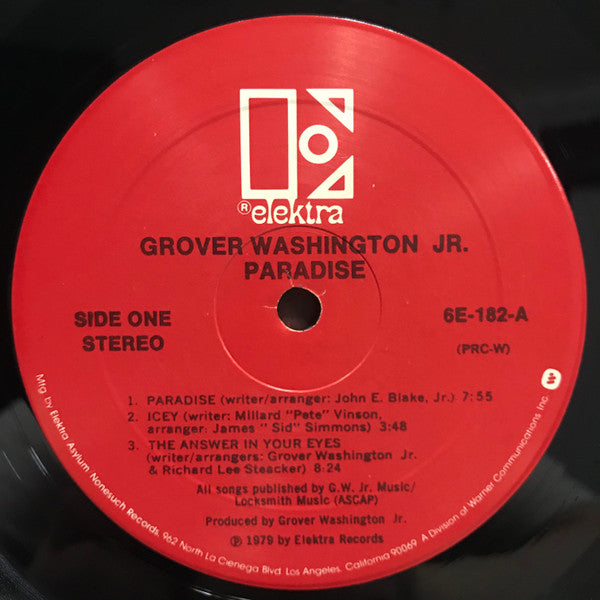 ® elektra
GROVER WASHINGTON JR.
PARADISE
SIDE ONE
STEREO
6E-182-A
(PRC-W)
1. PARADISE (writer/arranger: John E. Blake, Jr.) 7:55
2. ICEY (writer: Millard "Pete" Vinson,
arranger: James "Sid" Simmons) 3:48
3. THE ANSWER IN YOUR EYES
(writer/arrangers: Grover Washington Jr.
& Richard Lee Steacker) 8:24
All songs published by G.W. Jr. Music/
Locksmith Music (ASCAP)
Produced by Grover Washington Jr.
℗ 1979 by Elektra Records
Mfg by Elektra Asylum Nonesuch Records, 962 North La Cienega Blvd. Los Angeles, California 90069 A Division of Warner Communications Inc.